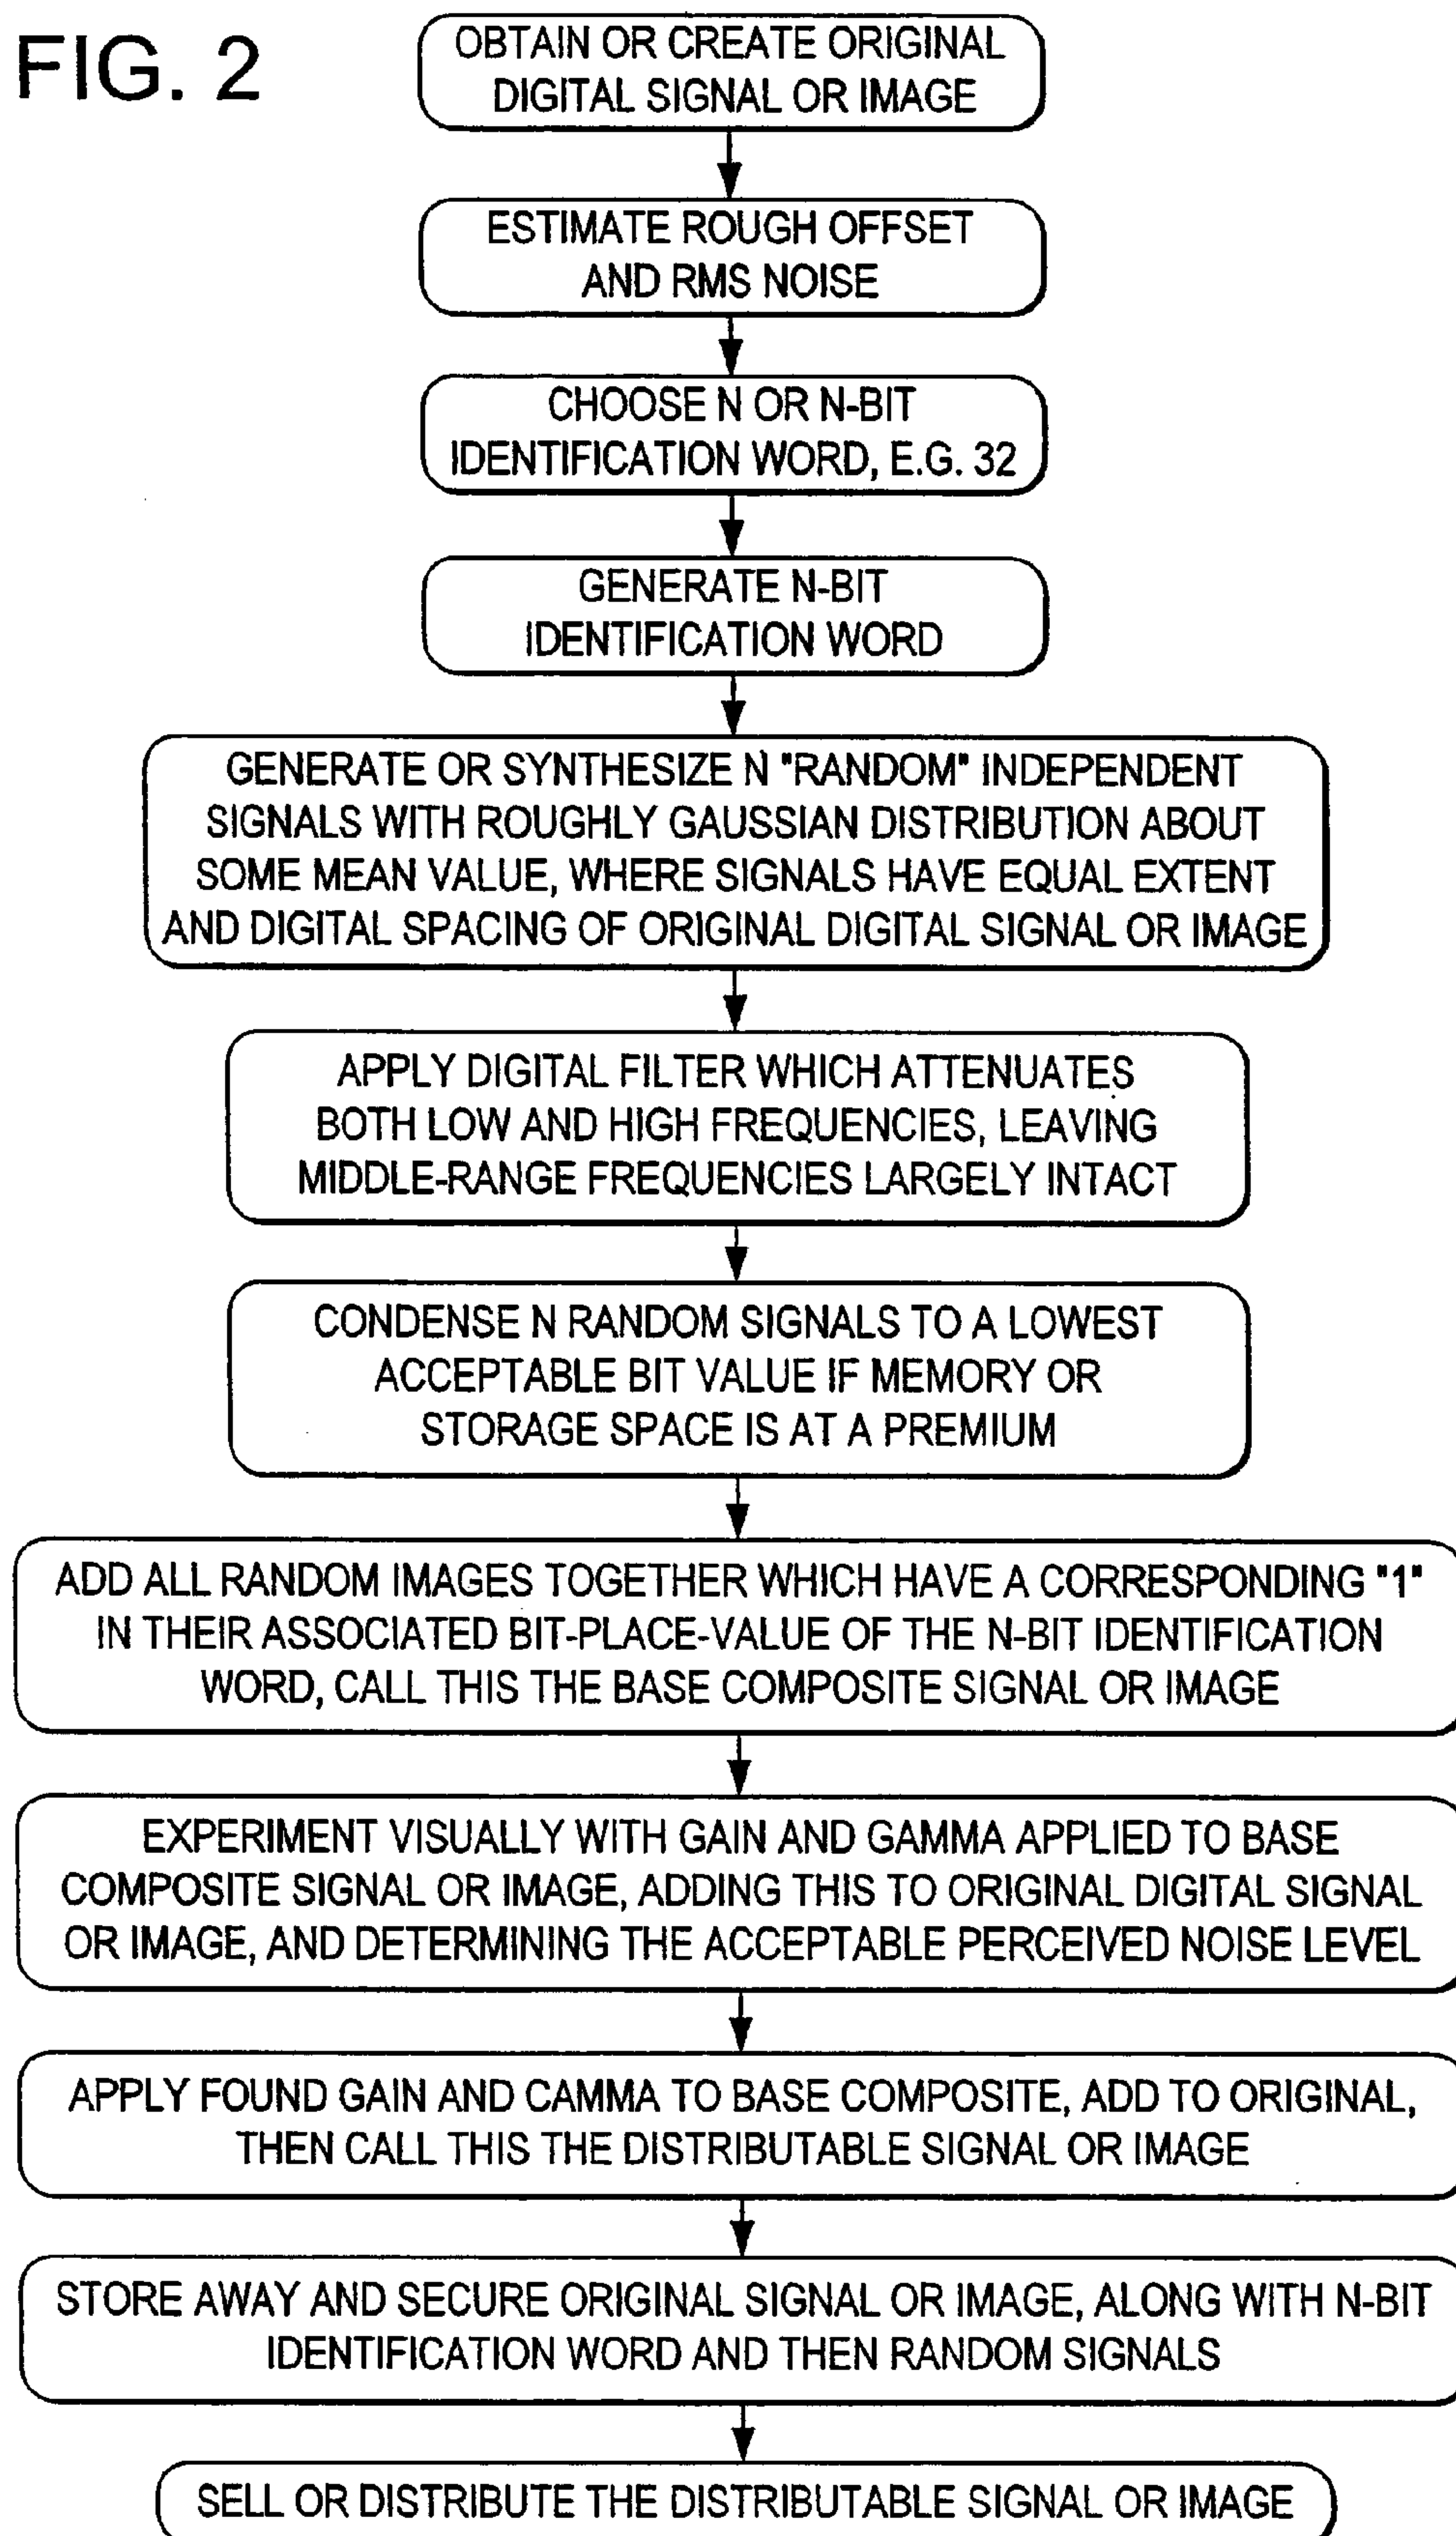 FIG. 2
OBTAIN OR CREATE ORIGINAL
DIGITAL SIGNAL OR IMAGE
ESTIMATE ROUGH OFFSET
AND RMS NOISE
CHOOSE N OR N-BIT
IDENTIFICATION WORD, E.G. 32
GENERATE N-BIT
IDENTIFICATION WORD
GENERATE OR SYNTHESIZE N "RANDOM" INDEPENDENT
SIGNALS WITH ROUGHLY GAUSSIAN DISTRIBUTION ABOUT
SOME MEAN VALUE, WHERE SIGNALS HAVE EQUAL EXTENT
AND DIGITAL SPACING OF ORIGINAL DIGITAL SIGNAL OR IMAGE
APPLY DIGITAL FILTER WHICH ATTENUATES
BOTH LOW AND HIGH FREQUENCIES, LEAVING
MIDDLE-RANGE FREQUENCIES LARGELY INTACT
CONDENSE N RANDOM SIGNALS TO A LOWEST
ACCEPTABLE BIT VALUE IF MEMORY OR
STORAGE SPACE IS AT A PREMIUM
ADD ALL RANDOM IMAGES TOGETHER WHICH HAVE A CORRESPONDING "1"
IN THEIR ASSOCIATED BIT-PLACE-VALUE OF THE N-BIT IDENTIFICATION
WORD, CALL THIS THE BASE COMPOSITE SIGNAL OR IMAGE
EXPERIMENT VISUALLY WITH GAIN AND GAMMA APPLIED TO BASE
COMPOSITE SIGNAL OR IMAGE, ADDING THIS TO ORIGINAL DIGITAL SIGNAL
OR IMAGE, AND DETERMINING THE ACCEPTABLE PERCEIVED NOISE LEVEL
APPLY FOUND GAIN AND CAMMA TO BASE COMPOSITE, ADD TO ORIGINAL,
THEN CALL THIS THE DISTRIBUTABLE SIGNAL OR IMAGE
STORE AWAY AND SECURE ORIGINAL SIGNAL OR IMAGE, ALONG WITH N-BIT
IDENTIFICATION WORD AND THEN RANDOM SIGNALS
SELL OR DISTRIBUTE THE DISTRIBUTABLE SIGNAL OR IMAGE